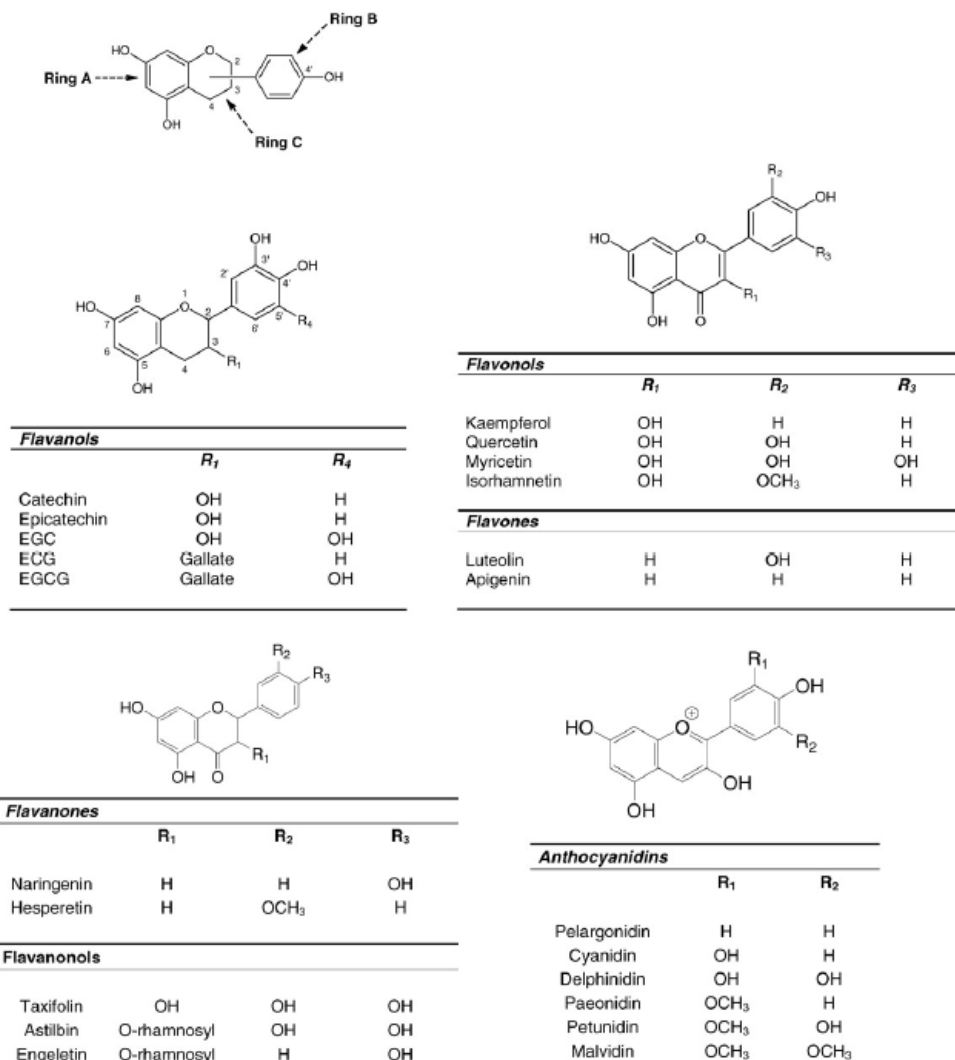 Ring B
HO O 2 4' OH
Ring A
3
4
OH
Ring C
OH
3' OH
2' 4'
8 1
HO O 5' R4
7 2 6'
3
6 5 4 R1
OH
Flavanols
R1 R4
Catechin OH H
Epicatechin OH H
EGC OH OH
ECG Gallate H
EGCG Gallate OH
R2
OH
HO O
R3
R1
OH O
Flavonols
R1 R2 R3
Kaempferol OH H H
Quercetin OH OH H
Myricetin OH OH OH
Isorhamnetin OH OCH3 H
Flavones
Luteolin H OH H
Apigenin H H H
R2
R3
HO O
R1
OH O
Flavanones
R1 R2 R3
Naringenin H H OH
Hesperetin H OCH3 H
Flavanonols
Taxifolin OH OH OH
Astilbin O-rhamnosyl OH OH
Engeletin O-rhamnosyl H OH
R1
OH
+
HO O
R2
OH
OH
Anthocyanidins
R1 R2
Pelargonidin H H
Cyanidin OH H
Delphinidin OH OH
Paeonidin OCH3 H
Petunidin OCH3 OH
Malvidin OCH3 OCH3